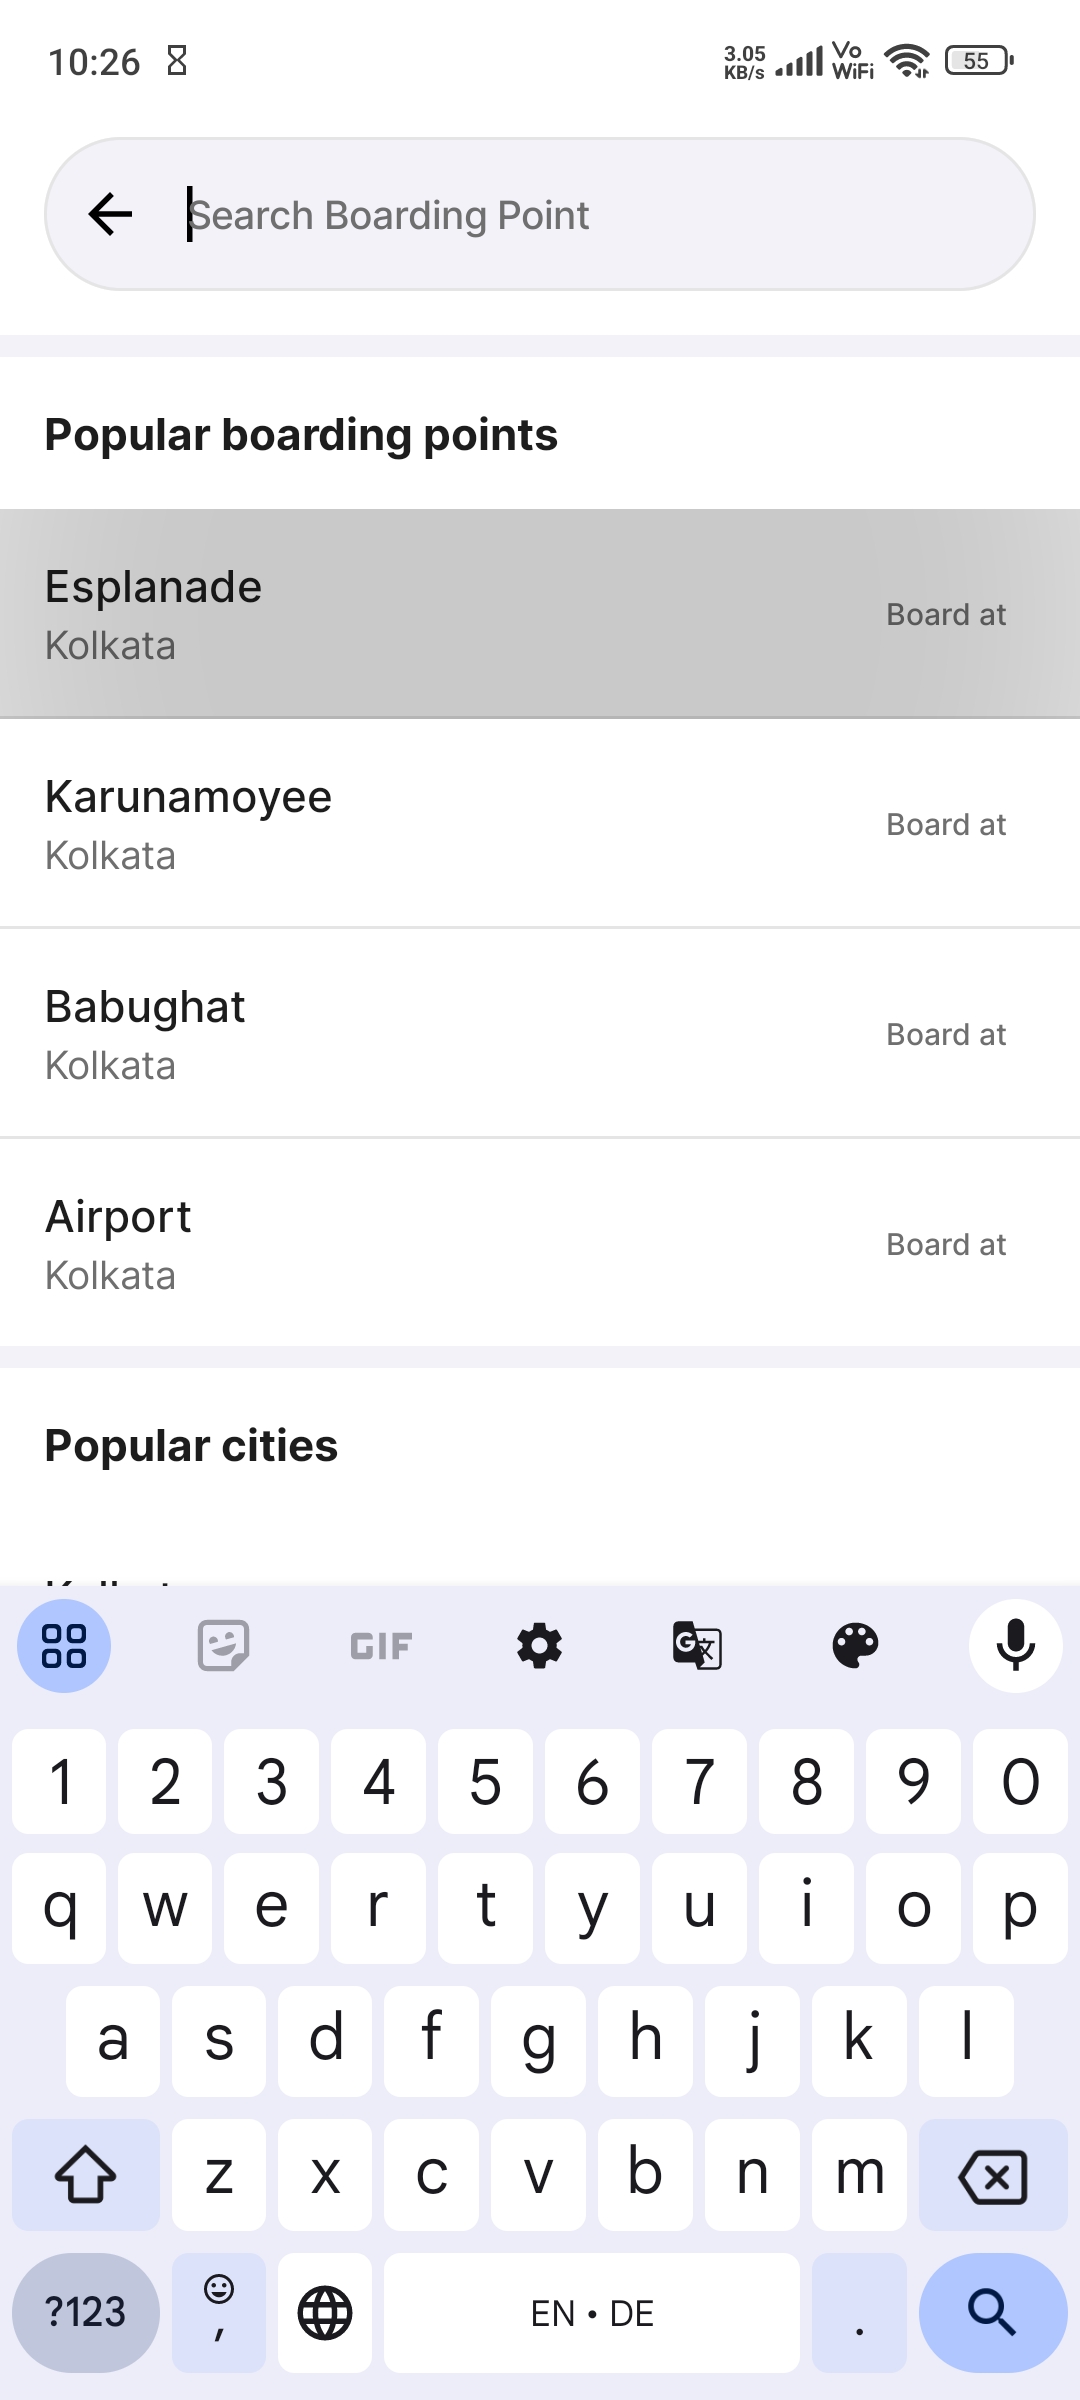 10:26
3.05
KB/s
Vo
WiFi
55
Search Boarding Point
Popular boarding points
Esplanade
Kolkata
Board at
Karunamoyee
Kolkata
Board at
Babughat
Kolkata
Board at
Airport
Kolkata
Board at
Popular cities
GIF
G 文
1 2 3 4 5 6 7 8 9 0
q w e r t y u i o p
a s d f g h j k l
z x c v b n m
?123 , EN • DE .